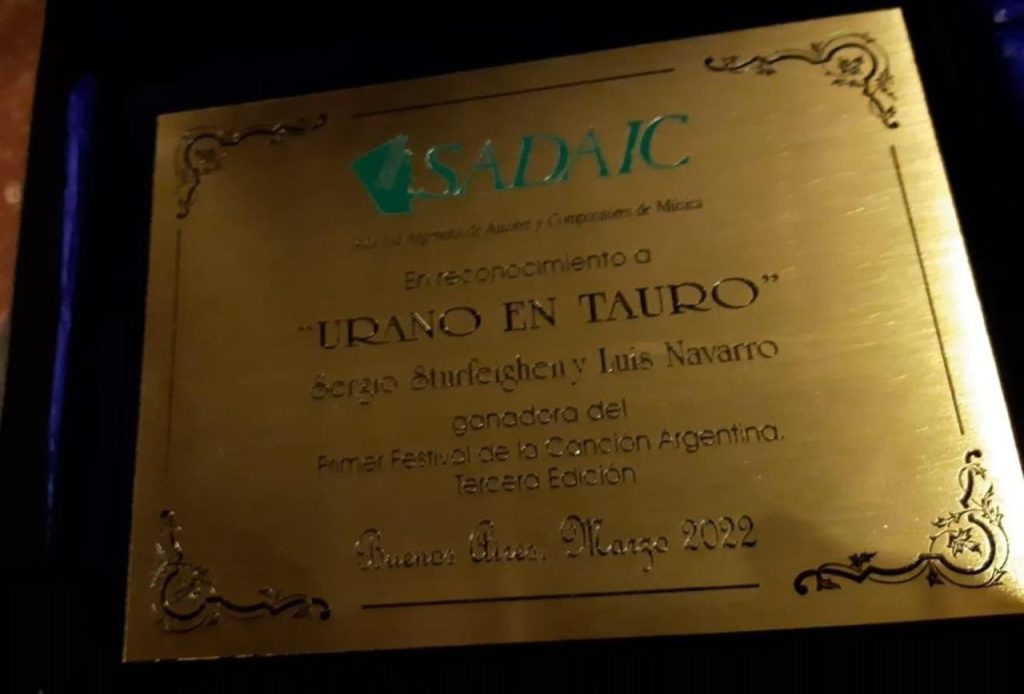 SADAIC
Sociedad Argentina de Autores y Compositores de Música
En reconocimiento a
"URANO EN TAURO"
Sergio Sturfeighen y Luis Navarro
ganadora del
Primer Festival de la Canción Argentina.
Tercera Edición
Buenos Aires, Marzo 2022